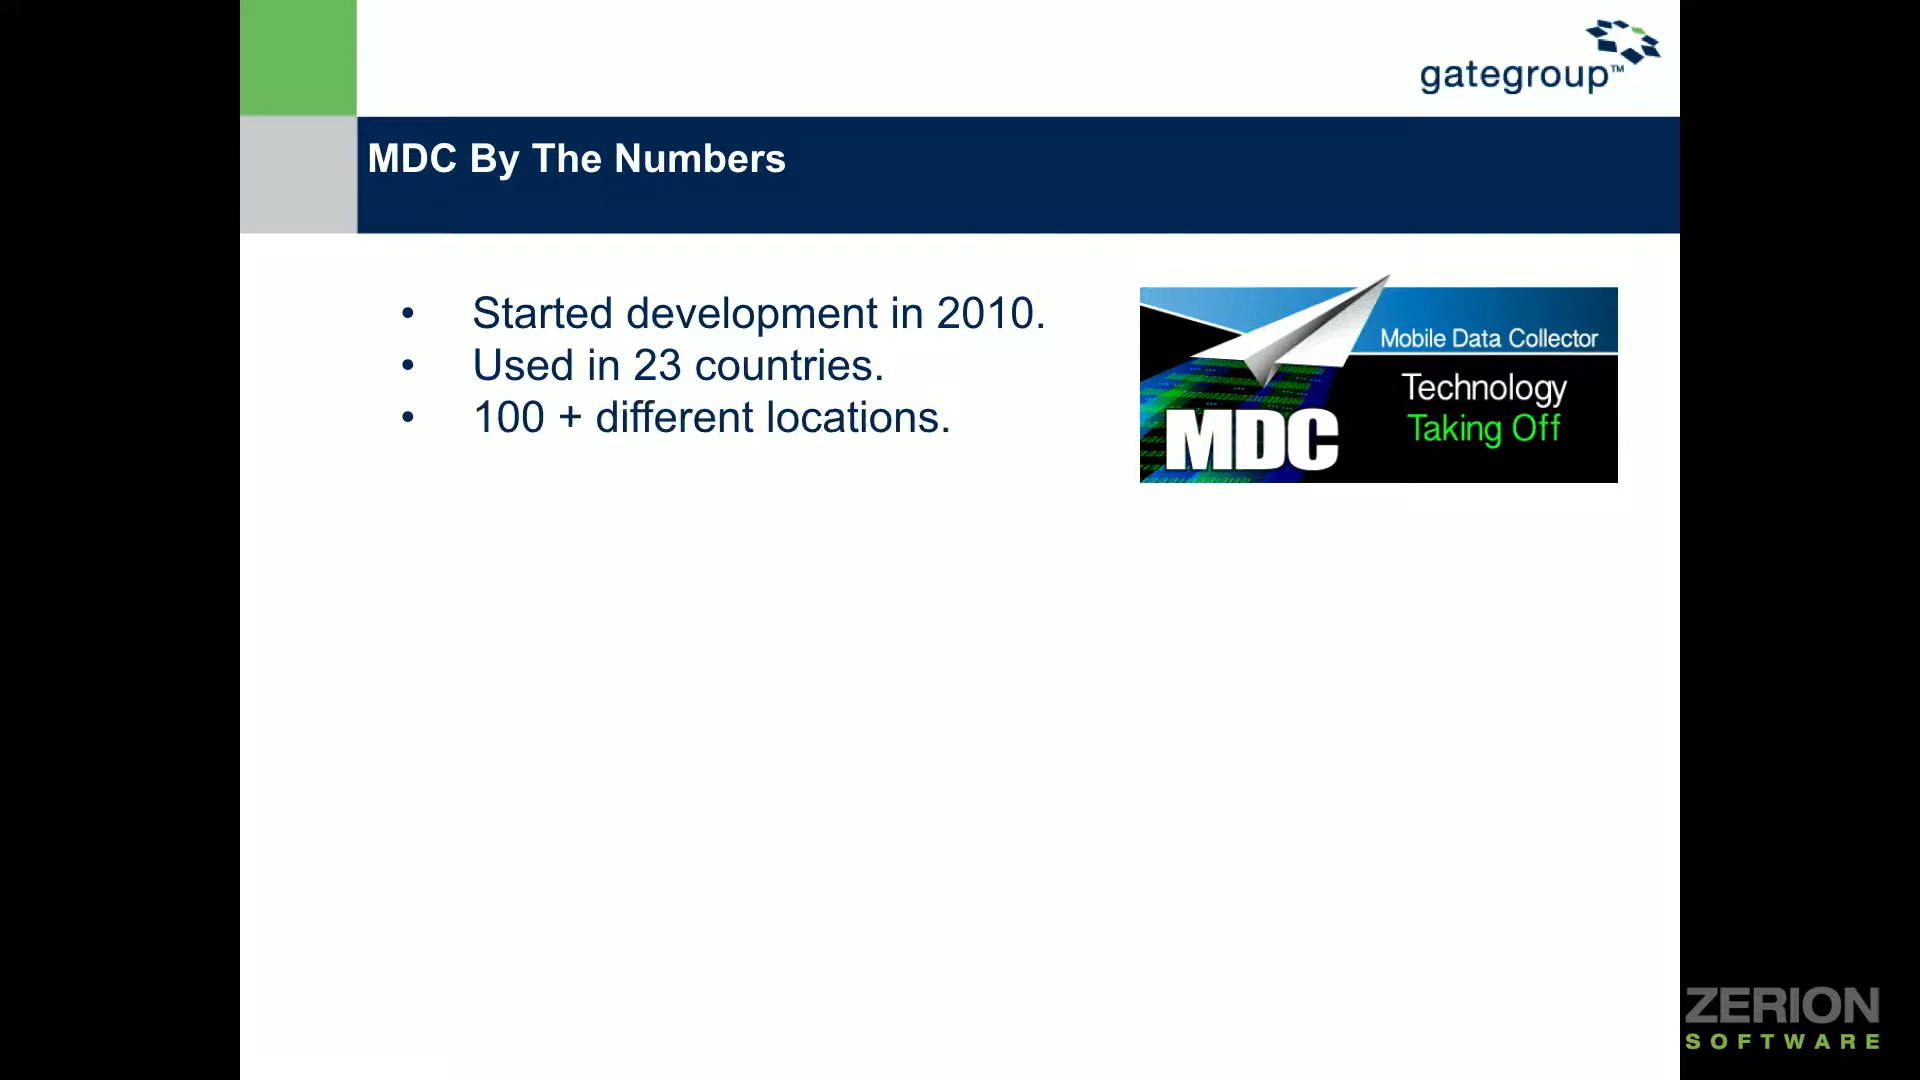 gategroup™
MDC By The Numbers
• Started development in 2010.
• Used in 23 countries.
• 100 + different locations.
Mobile Data Collector
Technology
Taking Off
MDC
ZERION
SOFTWARE